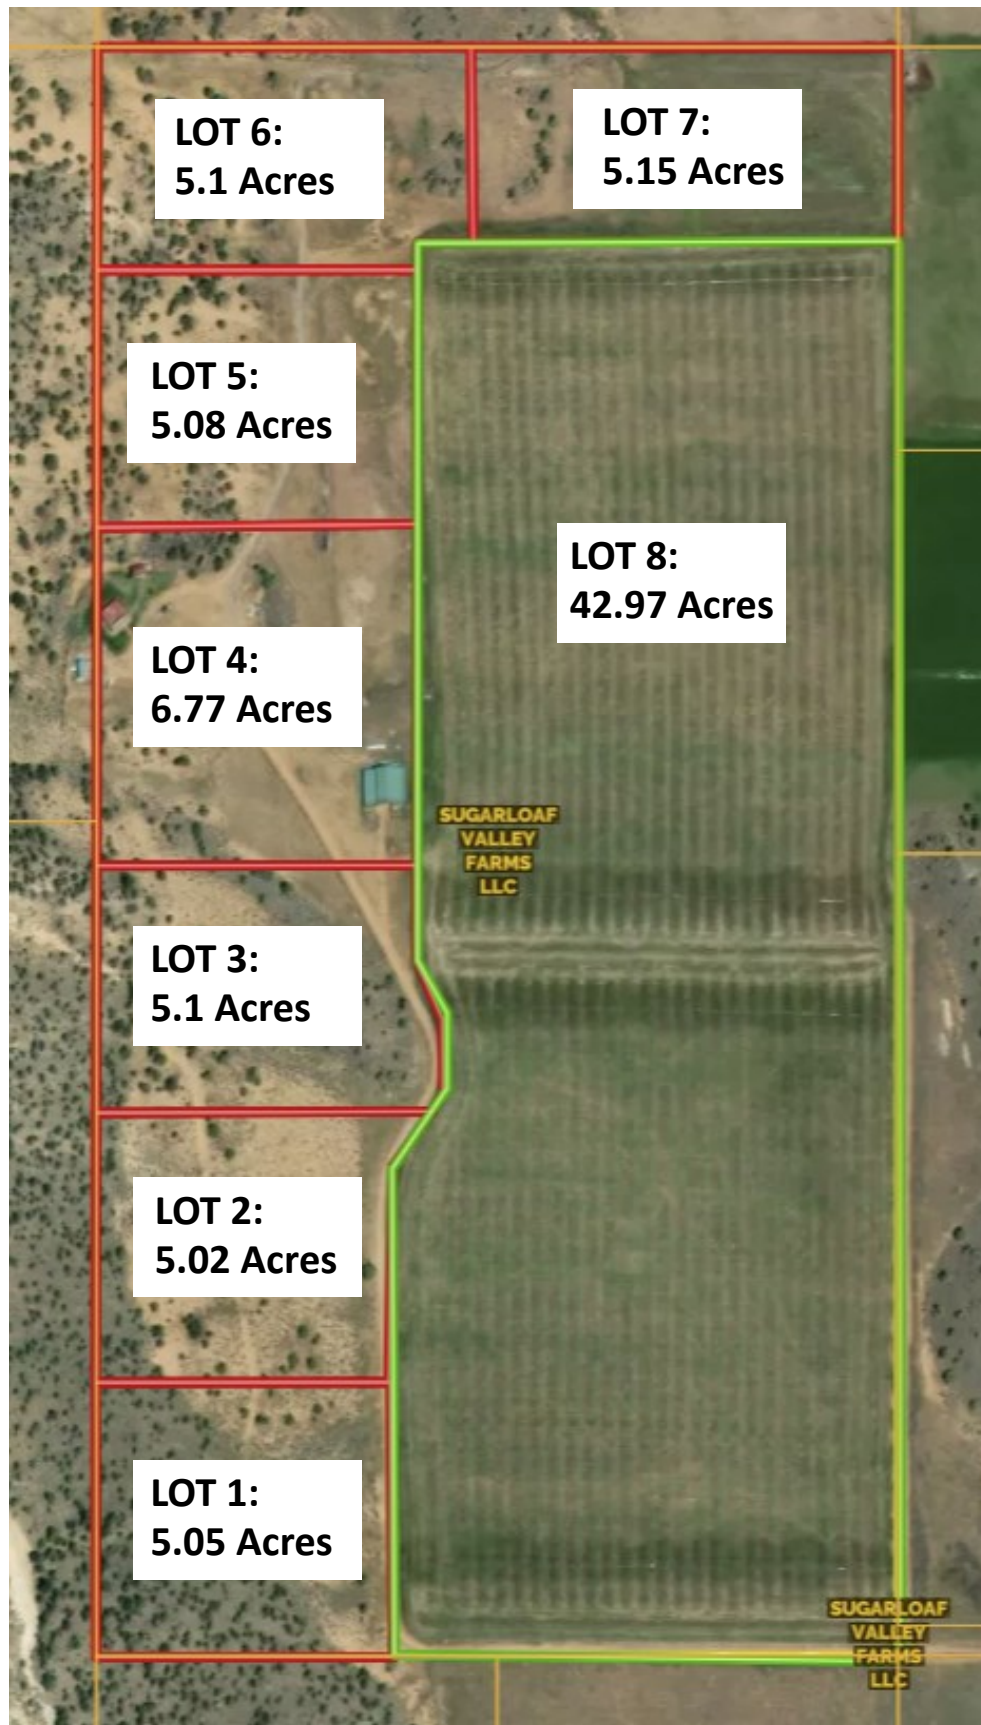 LOT 6:
5.1 Acres
LOT 7:
5.15 Acres
LOT 5:
5.08 Acres
LOT 8:
42.97 Acres
LOT 4:
6.77 Acres
SUGARLOAF
VALLEY
FARMS
LLC
LOT 3:
5.1 Acres
LOT 2:
5.02 Acres
LOT 1:
5.05 Acres
SUGARLOAF
VALLEY
FARMS
LLC